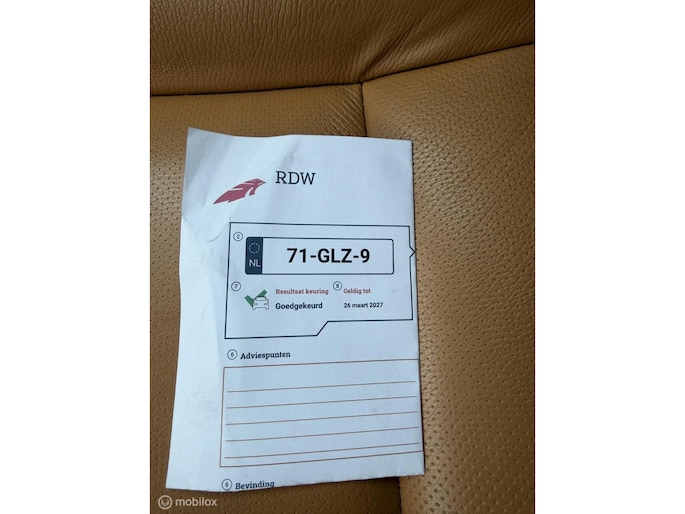 RDW
2
NL
71-GLZ-9
7 Resultaat keuring 8 Geldig tot
Goedgekeurd 26 maart 2027
6 Adviespunten
6 Bevinding
mobilox